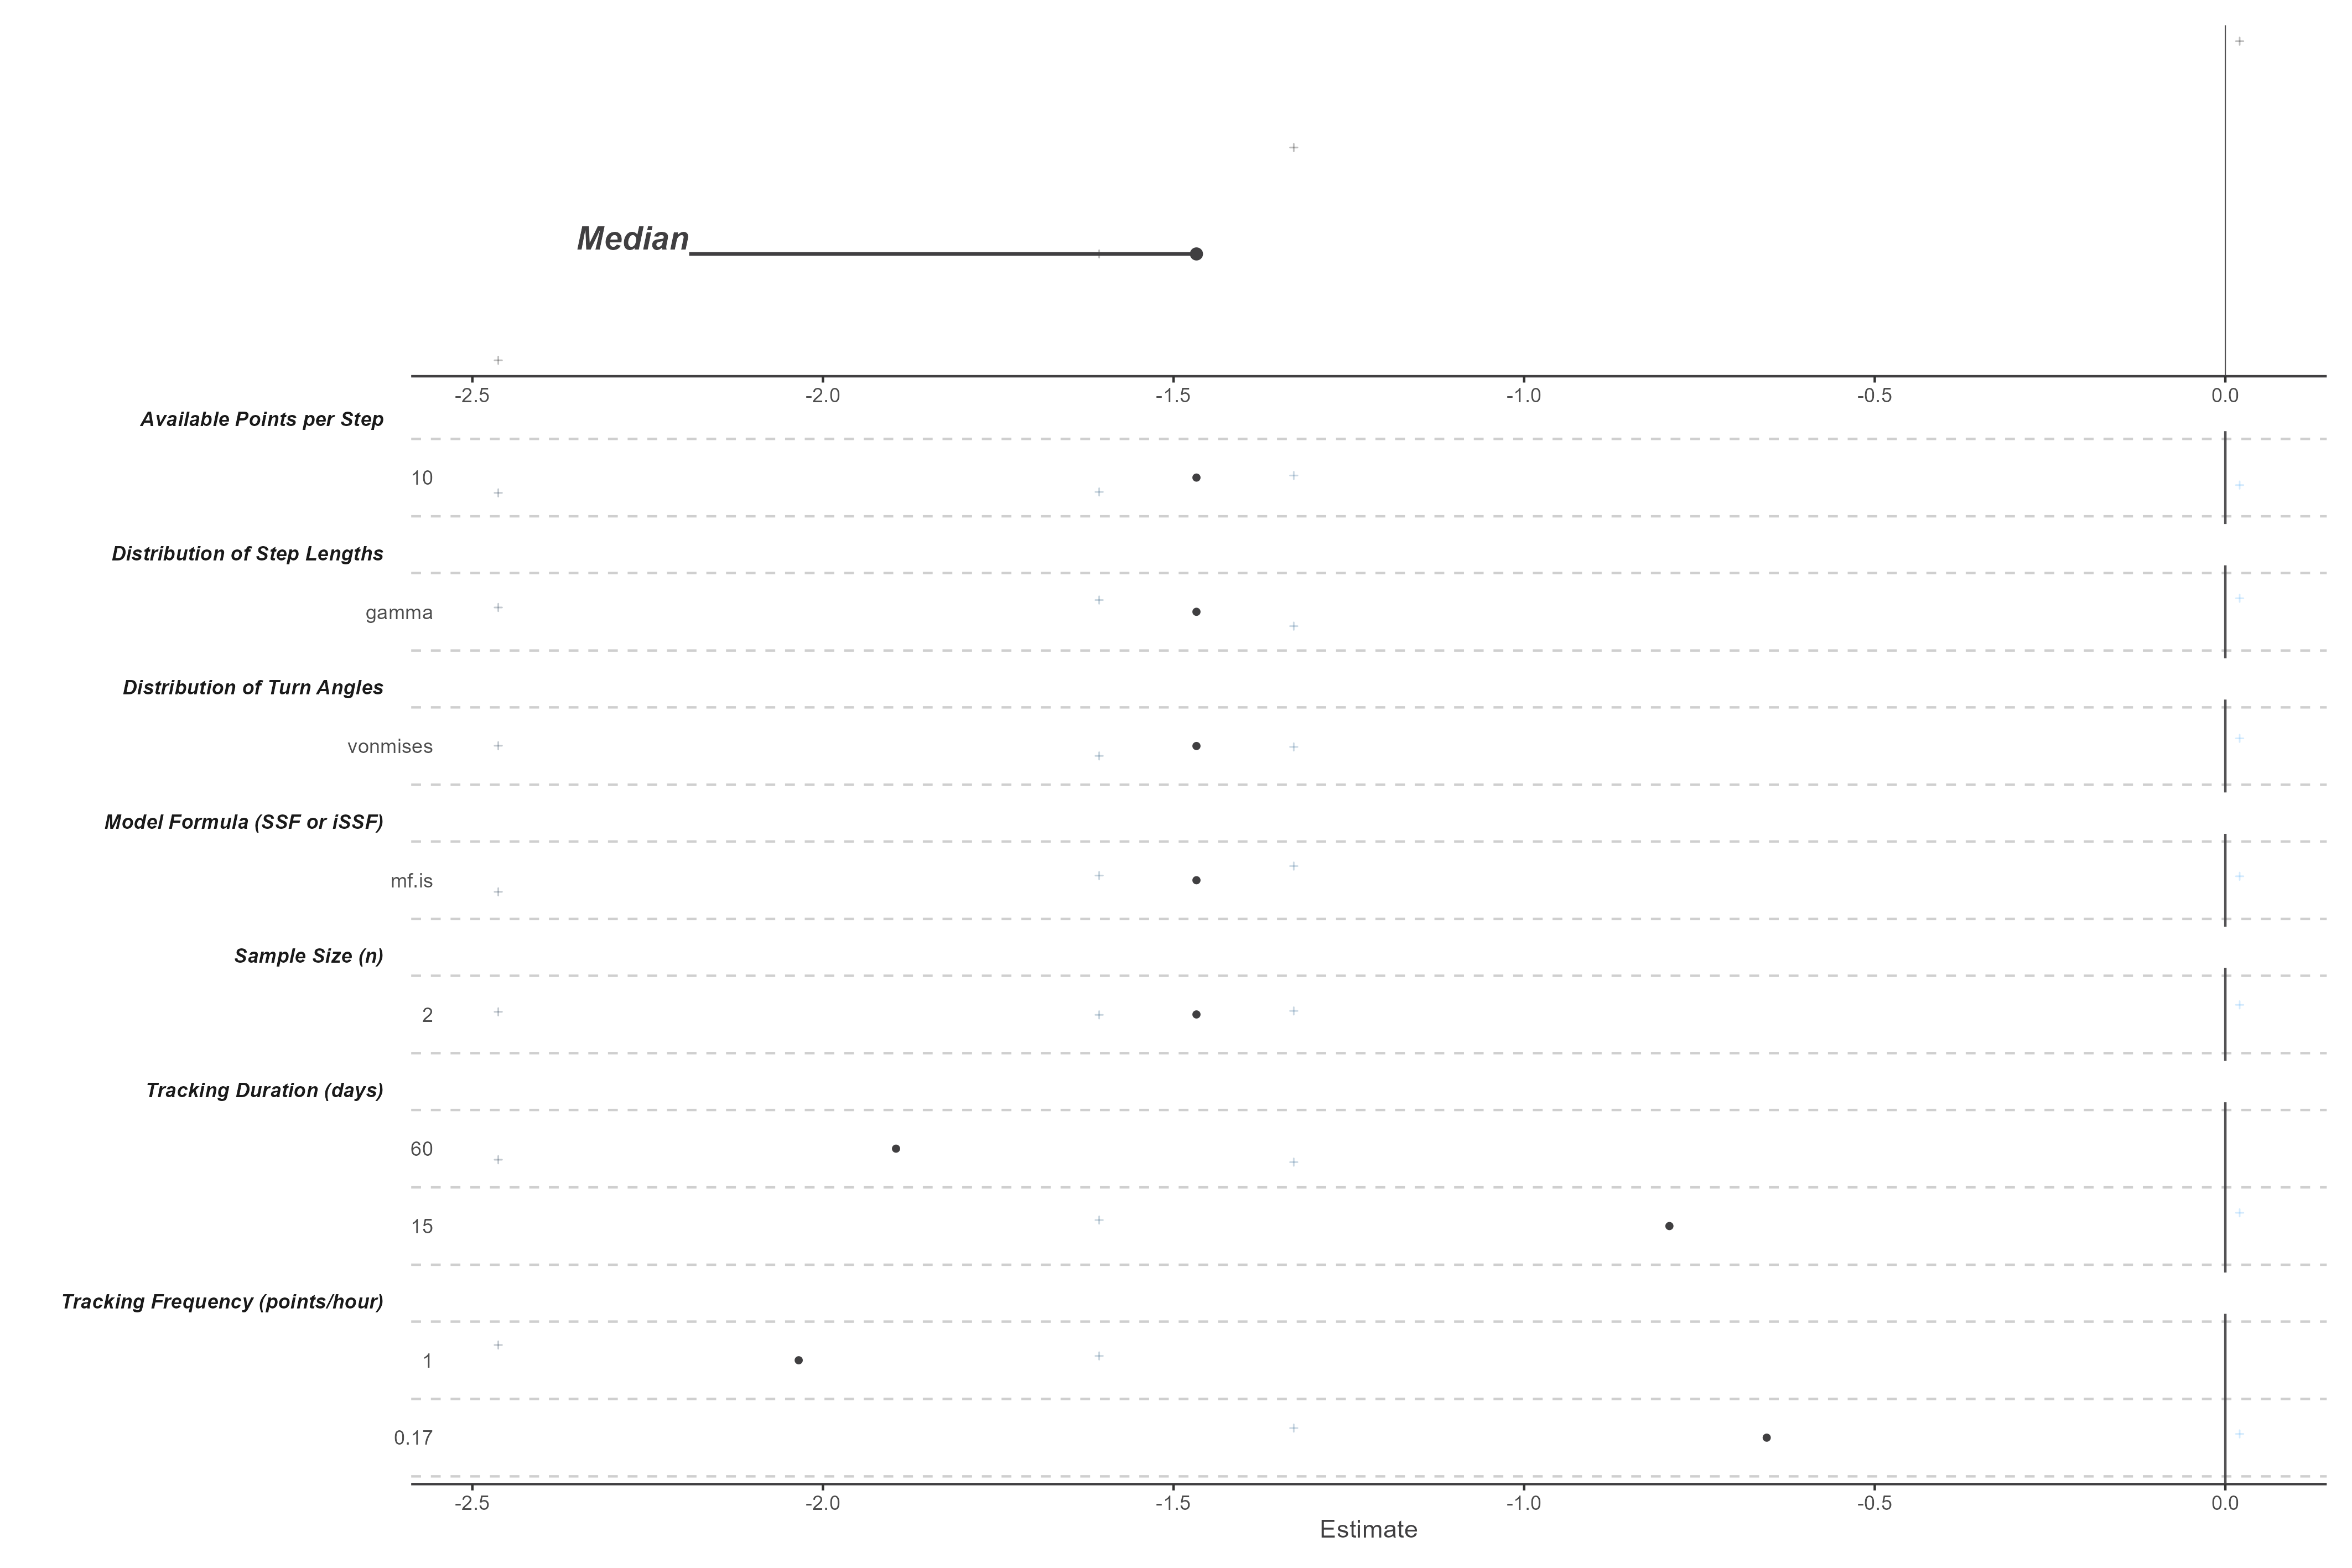 Median
-2.5 -2.0 -1.5 -1.0 -0.5 0.0
Available Points per Step
10
Distribution of Step Lengths
gamma
Distribution of Turn Angles
vonmises
Model Formula (SSF or iSSF)
mf.is
Sample Size (n)
2
Tracking Duration (days)
60
15
Tracking Frequency (points/hour)
1
0.17
-2.5 -2.0 -1.5 -1.0 -0.5 0.0
Estimate